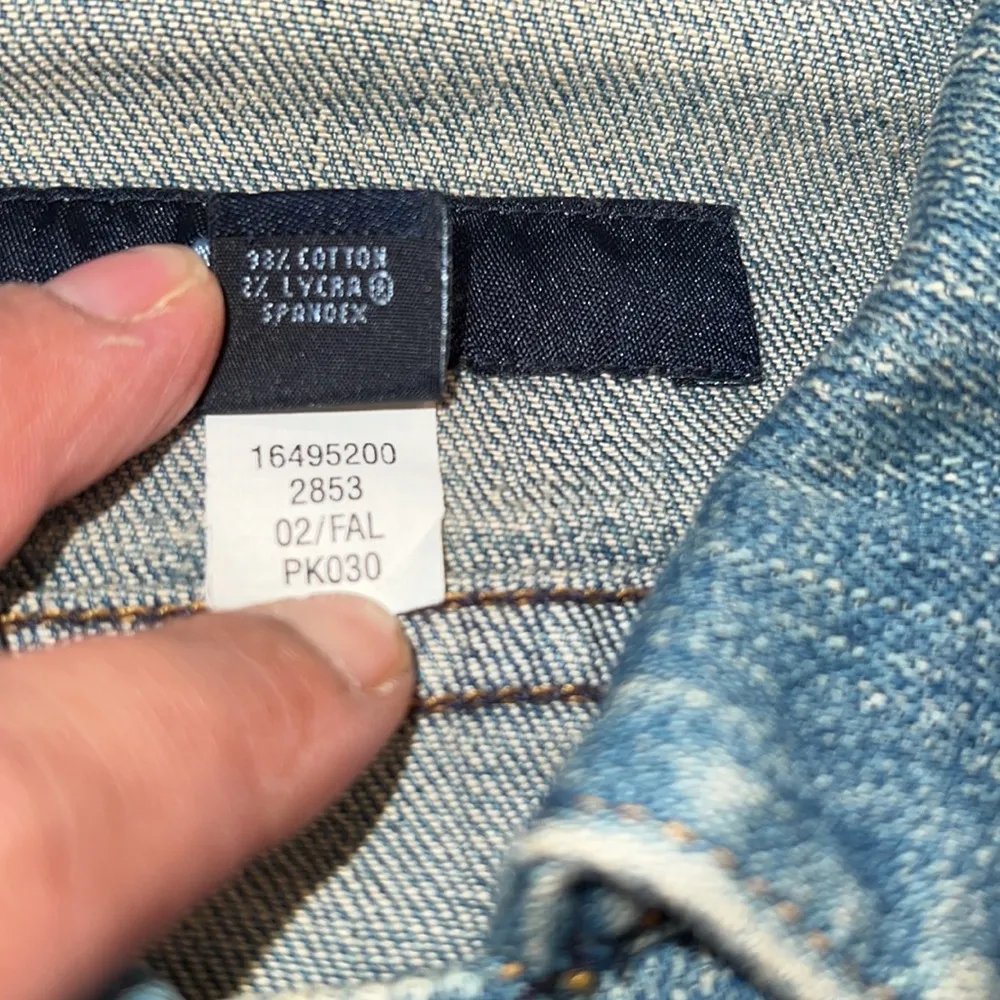 98% COTTON
2% LYCRA®
SPANDEX
16495200
2853
02/FAL
PK030